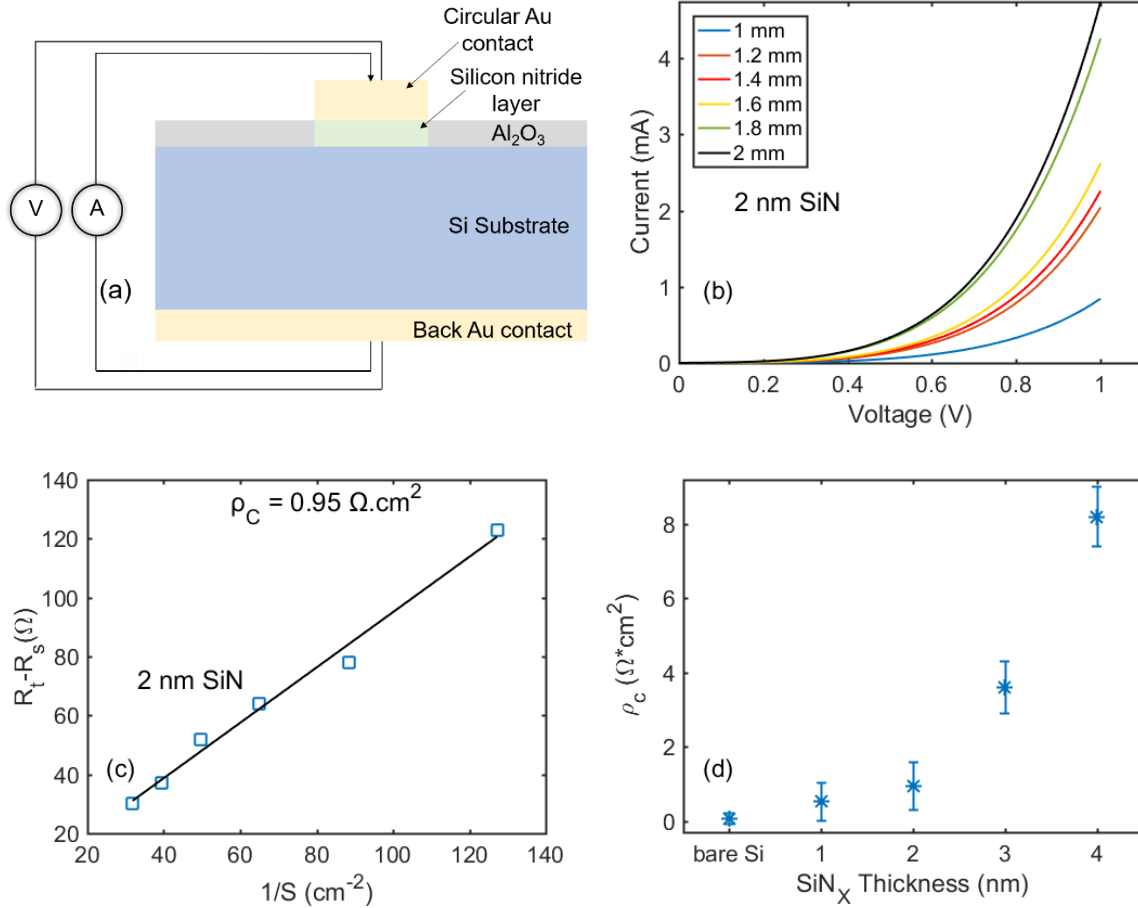 Circular Au
contact
Silicon nitride
layer
Al₂O₃
V
A
Si Substrate
(a)
Back Au contact
Current (mA)
4
3
2
1
0
1 mm
1.2 mm
1.4 mm
1.6 mm
1.8 mm
2 mm
2 nm SiN
(b)
0 0.2 0.4 0.6 0.8 1
Voltage (V)
Rt-Rs(Ω)
140
120
100
80
60
40
20
ρC = 0.95 Ω.cm²
2 nm SiN
(c)
20 40 60 80 100 120 140
1/S (cm⁻²)
ρc (Ω*cm²)
8
6
4
2
0
(d)
bare Si 1 2 3 4
SiNX Thickness (nm)